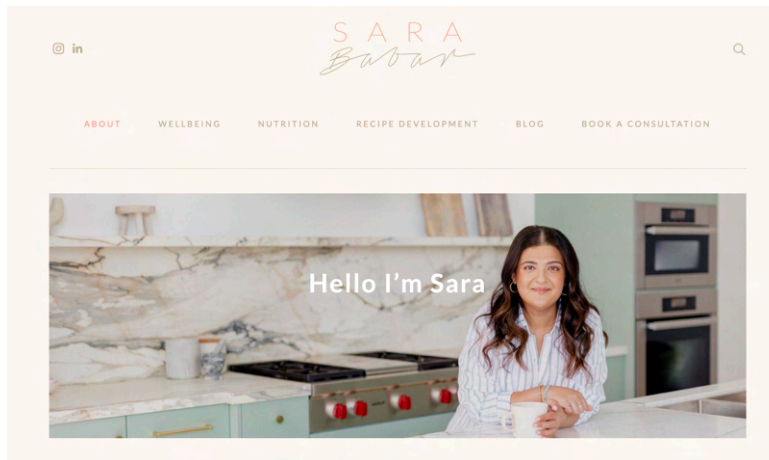 SARA
Babar
ABOUT WELLBEING NUTRITION RECIPE DEVELOPMENT BLOG BOOK A CONSULTATION
Hello I’m Sara